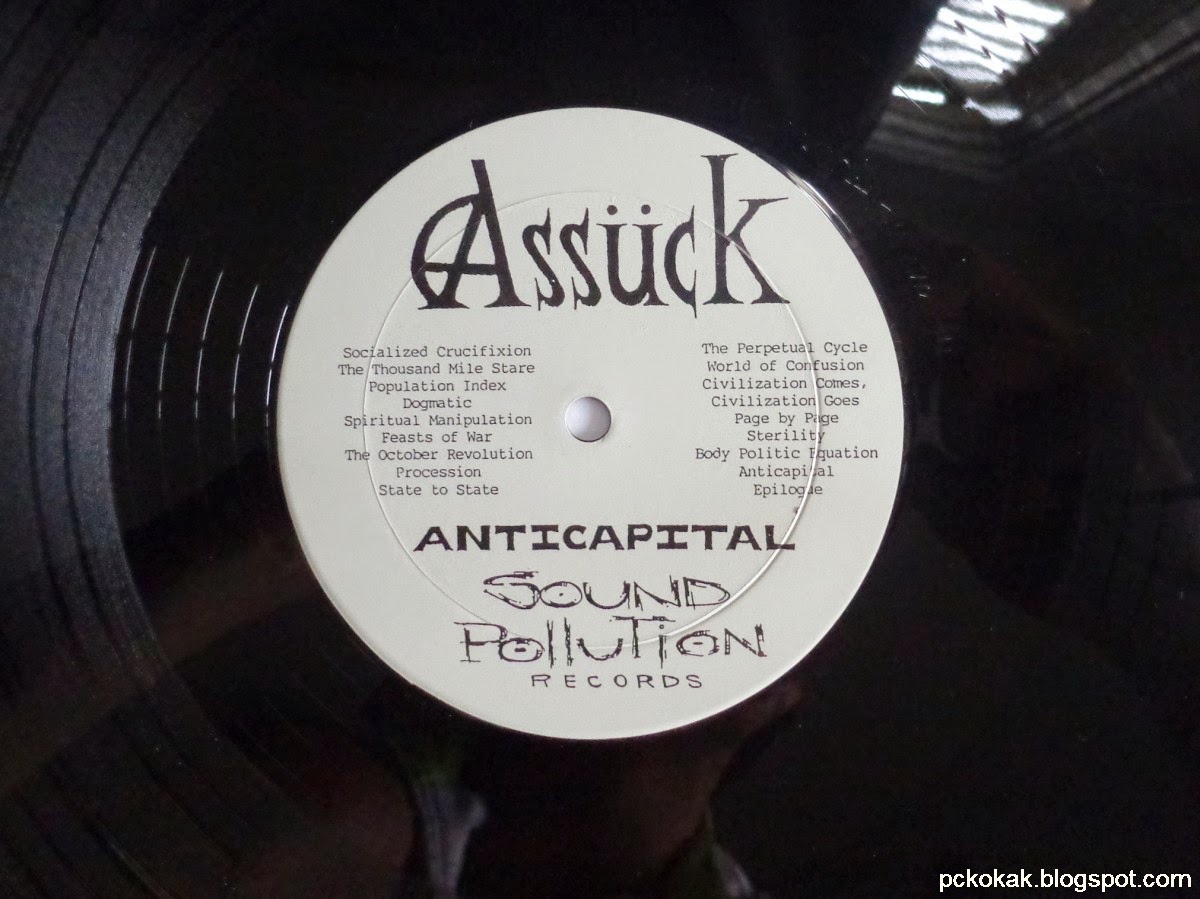 Assück
Socialized Crucifixion
The Thousand Mile Stare
Population Index
Dogmatic
Spiritual Manipulation
Feasts of War
The October Revolution
Procession
State to State
The Perpetual Cycle
World of Confusion
Civilization Comes,
Civilization Goes
Page by Page
Sterility
Body Politic Equation
Anticapital
Epilogue
ANTICAPITAL
SOUND
POllUTION
RECORDS
pckokak.blogspot.com